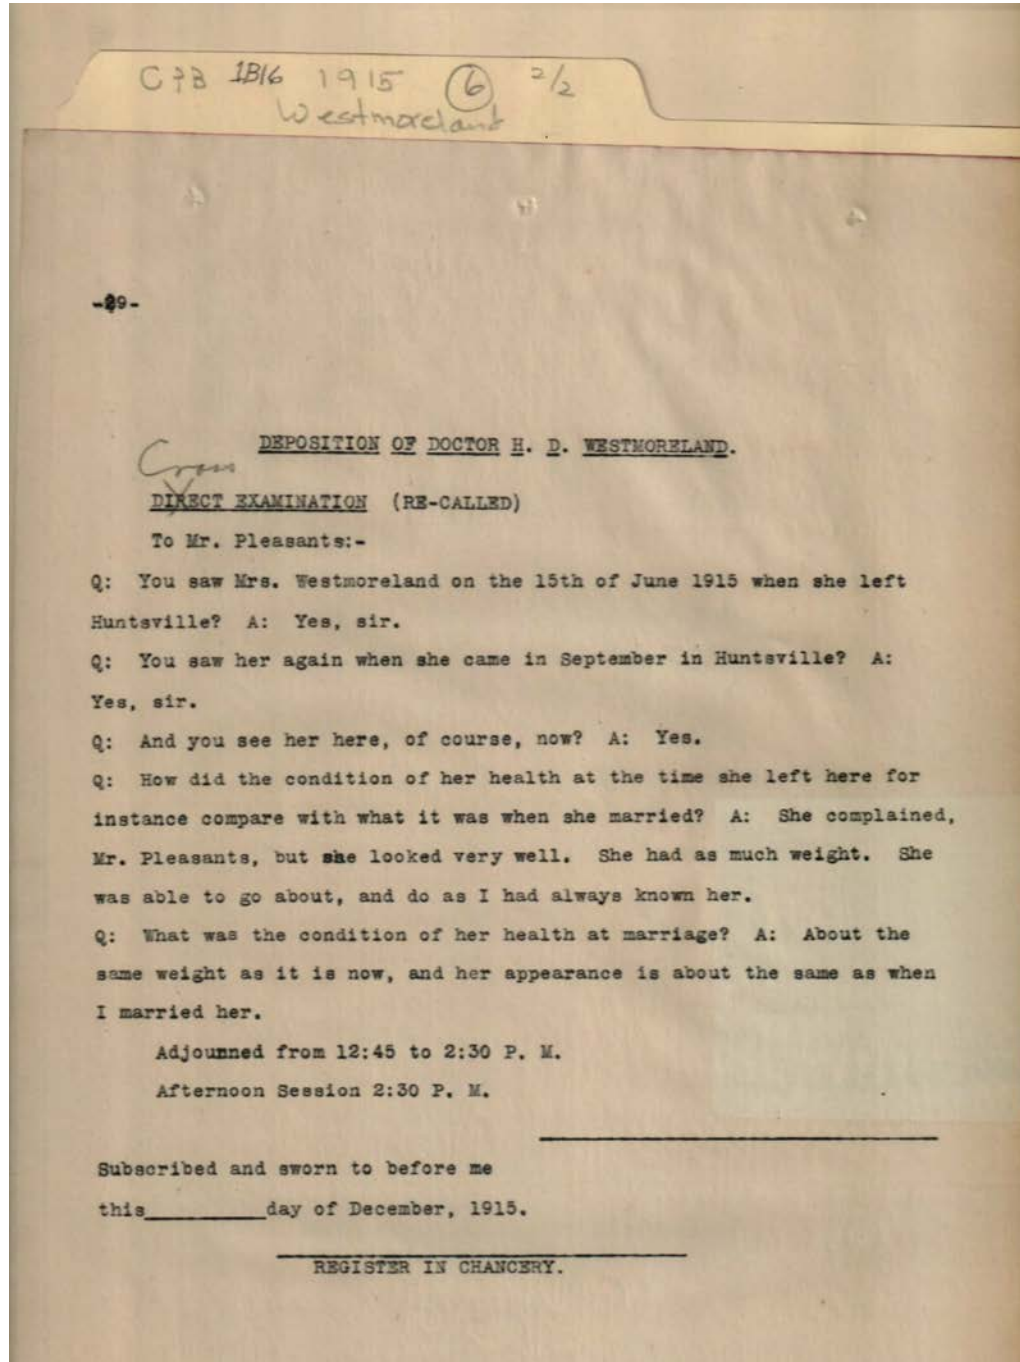 C33 1B16 1915 6 2/2
Westmoreland
-29-
DEPOSITION OF DOCTOR H. D. WESTMORELAND.
Cross
DIRECT EXAMINATION (RE-CALLED)
To Mr. Pleasants:-
Q: You saw Mrs. Westmoreland on the 15th of June 1915 when she left
Huntsville? A: Yes, sir.
Q: You saw her again when she came in September in Huntsville? A:
Yes, sir.
Q: And you see her here, of course, now? A: Yes.
Q: How did the condition of her health at the time she left here for
instance compare with what it was when she married? A: She complained,
Mr. Pleasants, but she looked very well. She had as much weight. She
was able to go about, and do as I had always known her.
Q: What was the condition of her health at marriage? A: About the
same weight as it is now, and her appearance is about the same as when
I married her.
Adjounned from 12:45 to 2:30 P. M.
Afternoon Session 2:30 P. M.
Subscribed and sworn to before me
this__________day of December, 1915.
REGISTER IN CHANCERY.